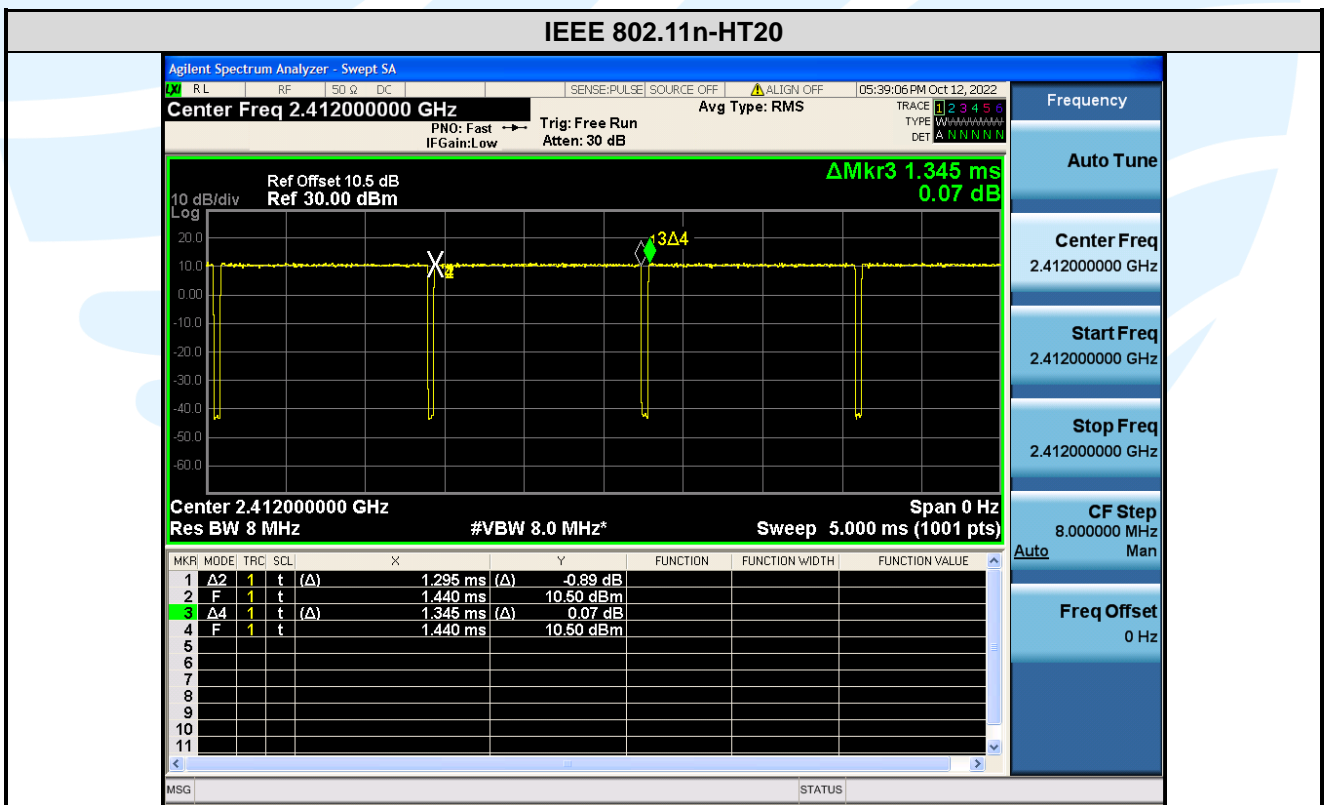 IEEE 802.11n-HT20
Agilent Spectrum Analyzer - Swept SA
LXI RL RF 50 Ω DC SENSE:PULSE SOURCE OFF ALIGN OFF 05:39:06 PM Oct 12, 2022
Center Freq 2.412000000 GHz
PNO: Fast
IFGain:Low
Trig: Free Run
Atten: 30 dB
Avg Type: RMS
TRACE 1 2 3 4 5 6
TYPE W
DET A N N N N N
ΔMkr3 1.345 ms
0.07 dB
Ref Offset 10.5 dB
10 dB/div Ref 30.00 dBm
Log
20.0
10.0
0.00
-10.0
-20.0
-30.0
-40.0
-50.0
-60.0
3Δ4
Center 2.412000000 GHz Span 0 Hz
Res BW 8 MHz #VBW 8.0 MHz* Sweep 5.000 ms (1001 pts)
MKR MODE TRC SCL X Y FUNCTION FUNCTION WIDTH FUNCTION VALUE
1 Δ2 1 t (Δ) 1.295 ms (Δ) -0.89 dB
2 F 1 t 1.440 ms 10.50 dBm
3 Δ4 1 t (Δ) 1.345 ms (Δ) 0.07 dB
4 F 1 t 1.440 ms 10.50 dBm
5
6
7
8
9
10
11
MSG STATUS
Frequency
Auto Tune
Center Freq
2.412000000 GHz
Start Freq
2.412000000 GHz
Stop Freq
2.412000000 GHz
CF Step
8.000000 MHz
Auto Man
Freq Offset
0 Hz